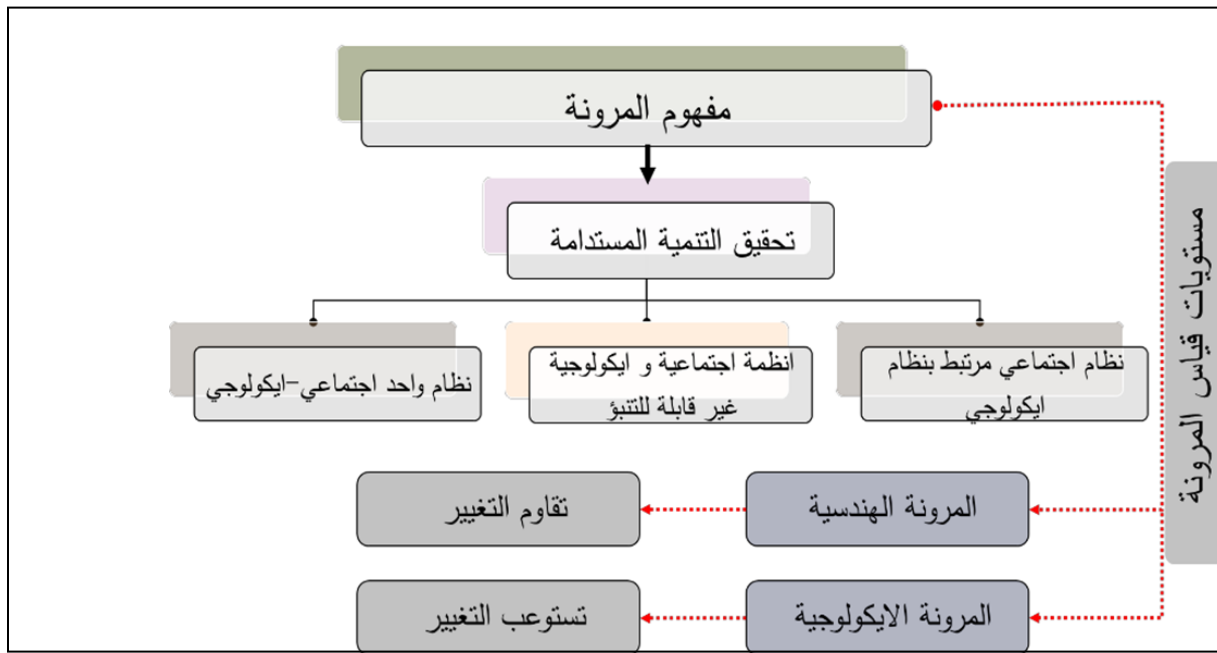 مفهوم المرونة
تحقيق التنمية المستدامة
نظام اجتماعي مرتبط بنظام
ايكولوجي
انظمة اجتماعية و ايكولوجية
غير قابلة للتنبؤ
نظام واحد اجتماعي-ايكولوجي
مستويات قياس المرونة
المرونة الهندسية
تقاوم التغيير
المرونة الايكولوجية
تستوعب التغيير